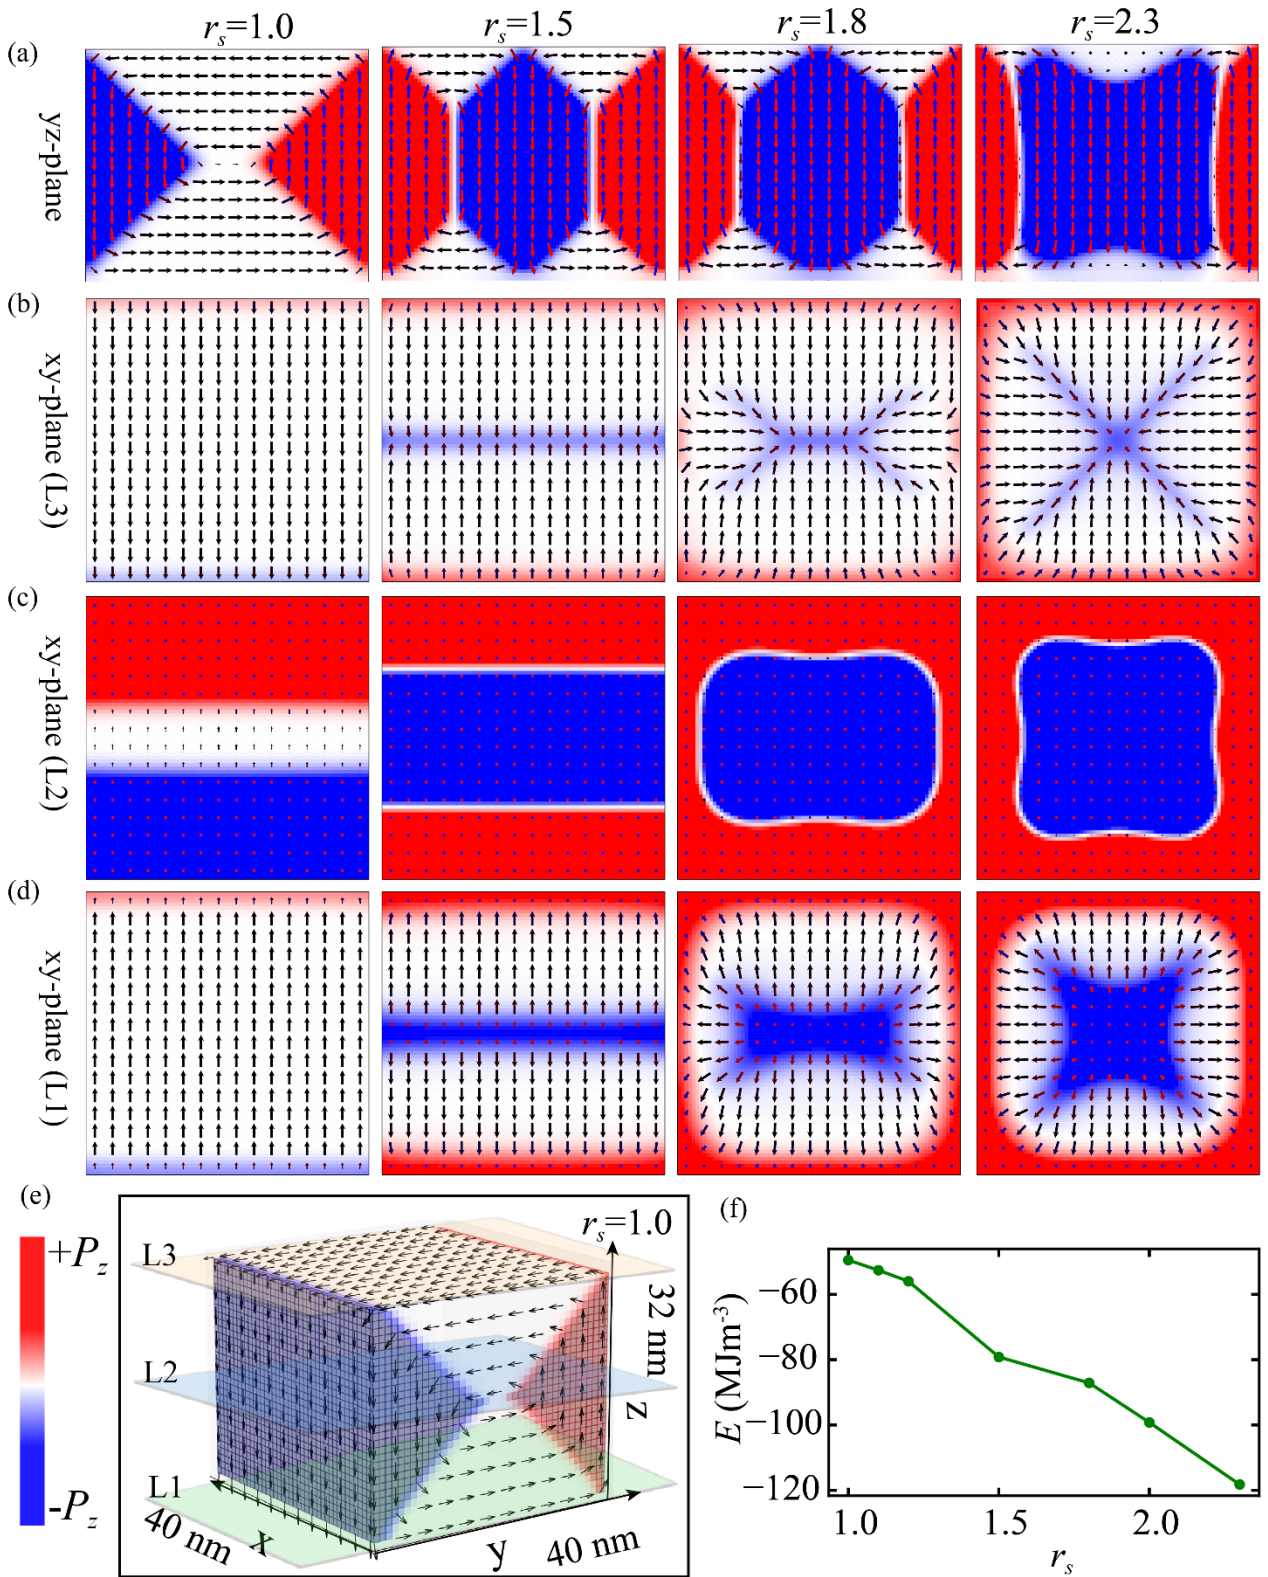 r_s=1.0 r_s=1.5 r_s=1.8 r_s=2.3
(a)
yz-plane
(b)
xy-plane (L3)
(c)
xy-plane (L2)
(d)
xy-plane (L1)
(e)
+P_z
-P_z
r_s=1.0
L3
L2
L1
32 nm
z
40 nm
x
y
40 nm
(f)
E (MJm⁻³)
−60
−80
−100
−120
1.0 1.5 2.0
r_s